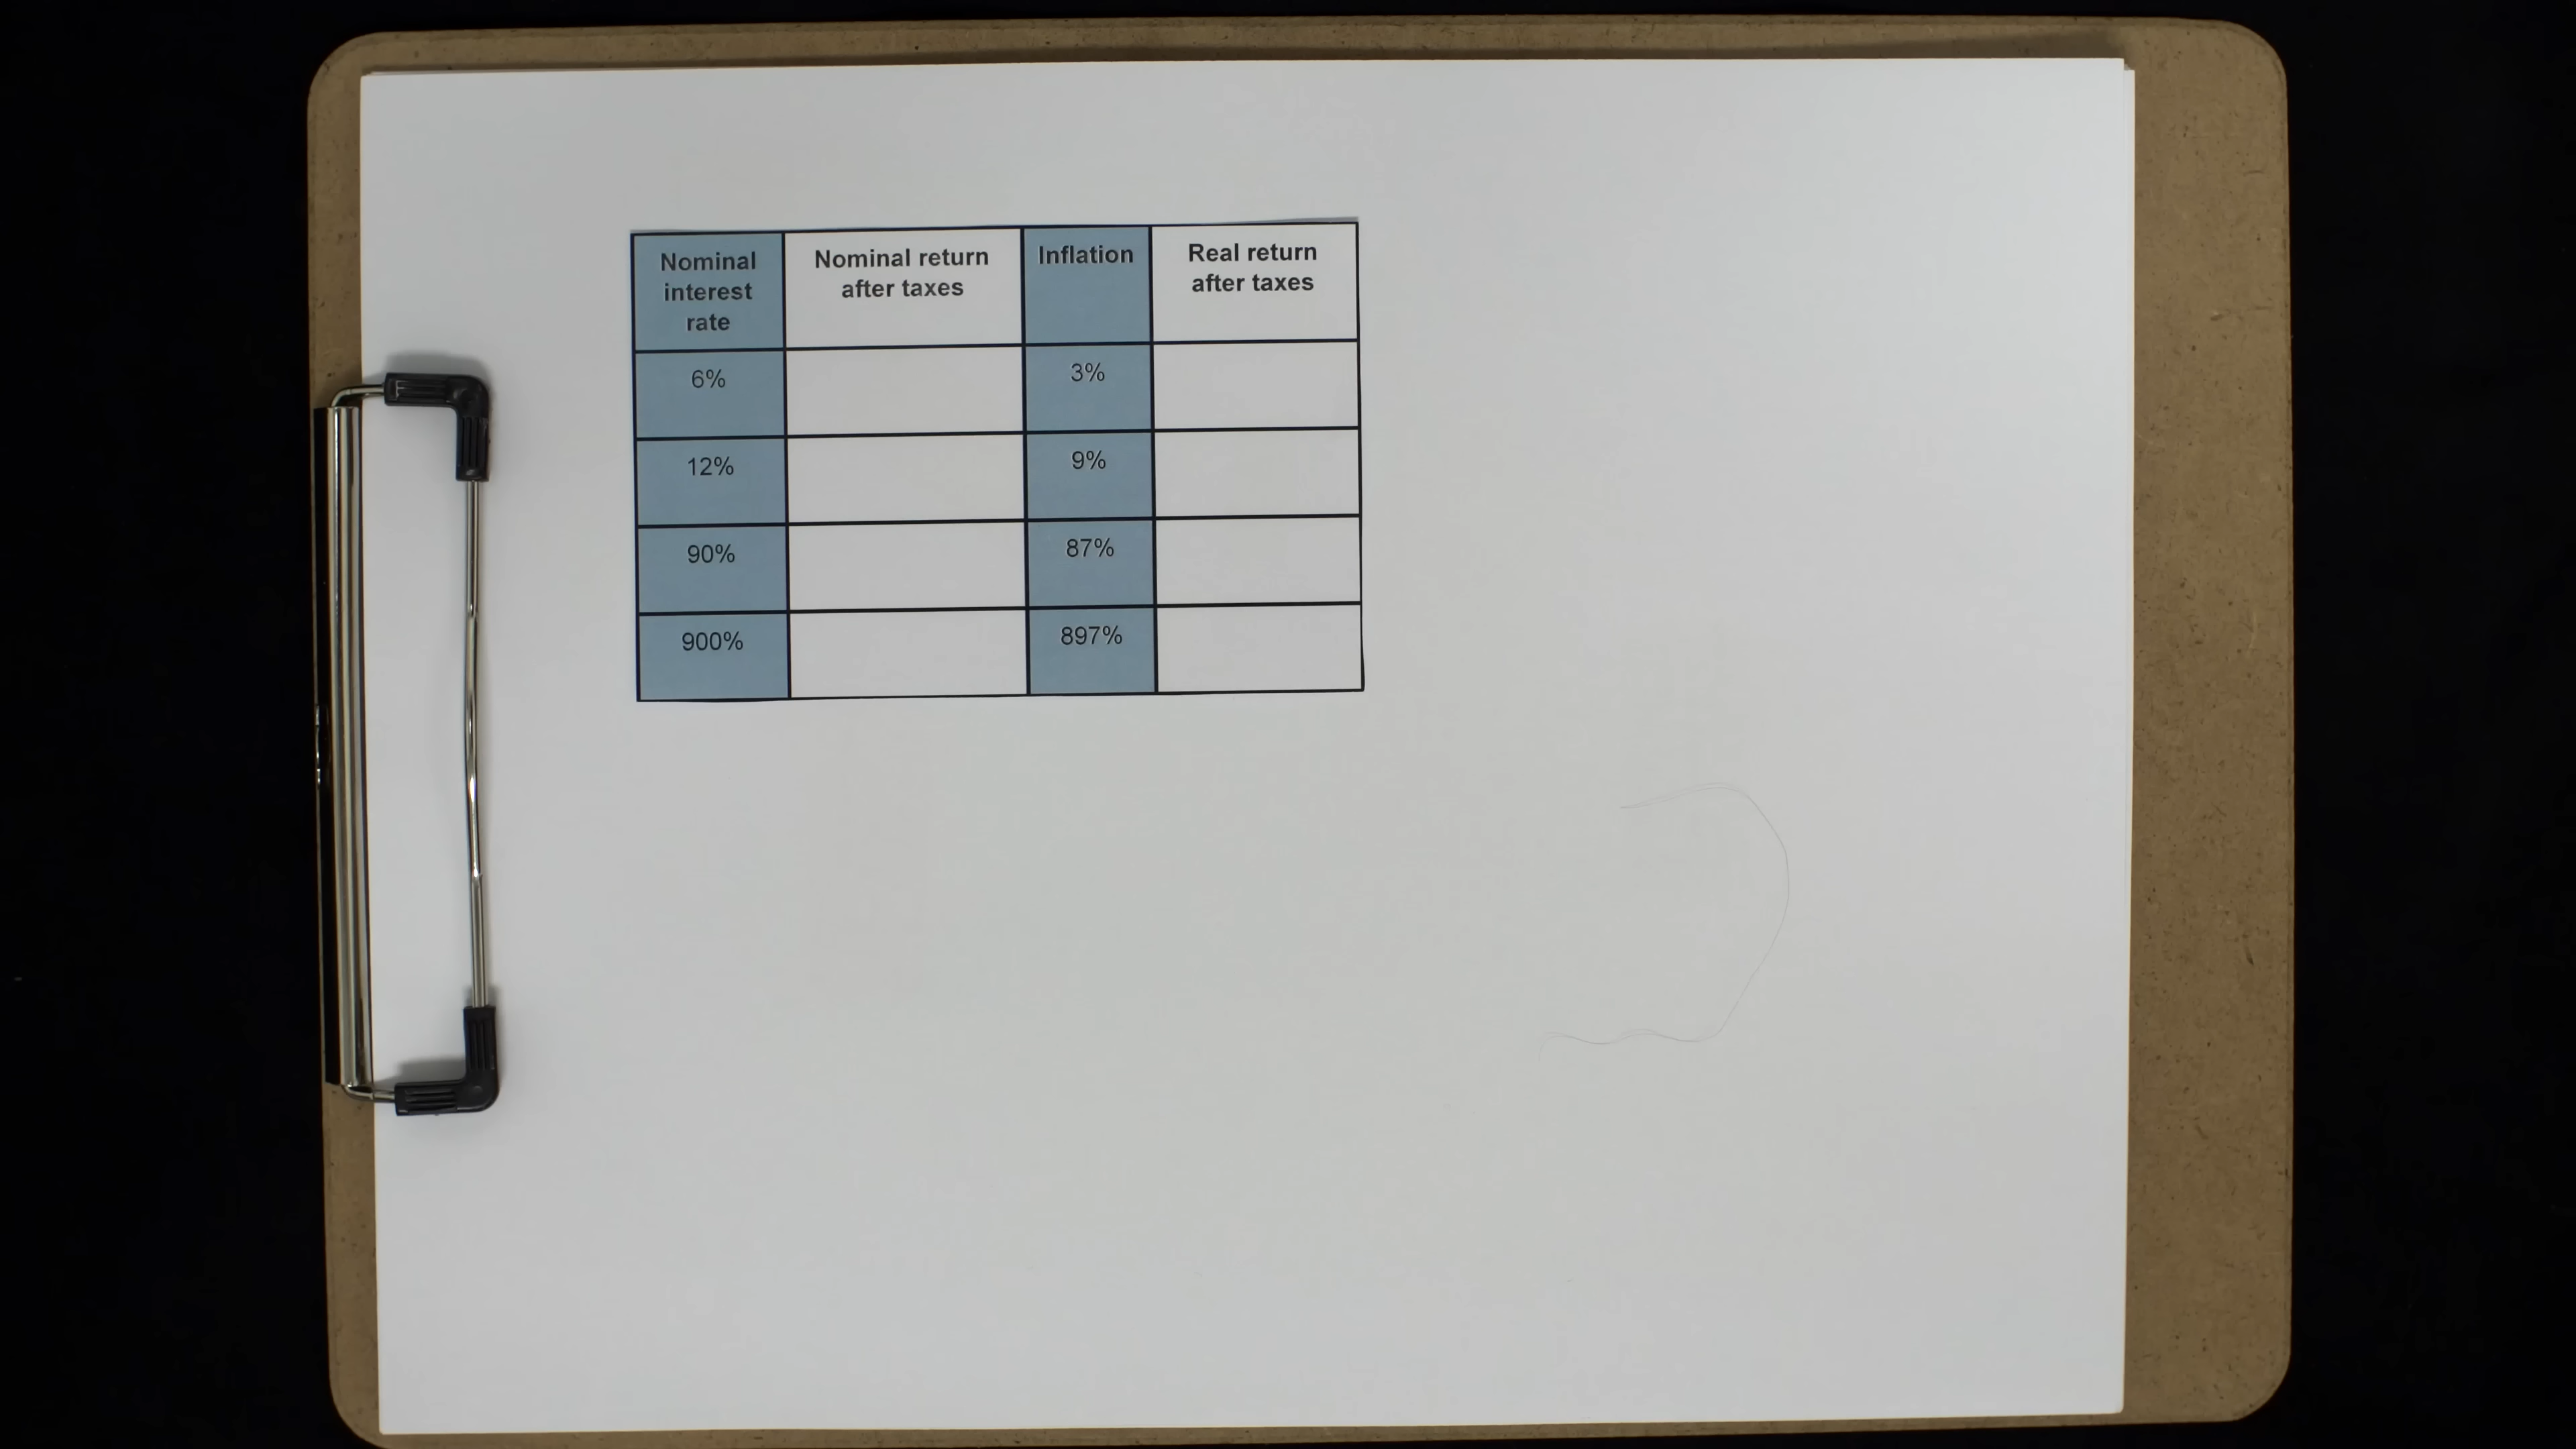 Nominal interest rate
Nominal return after taxes
Inflation
Real return after taxes
6%
3%
12%
9%
90%
87%
900%
897%